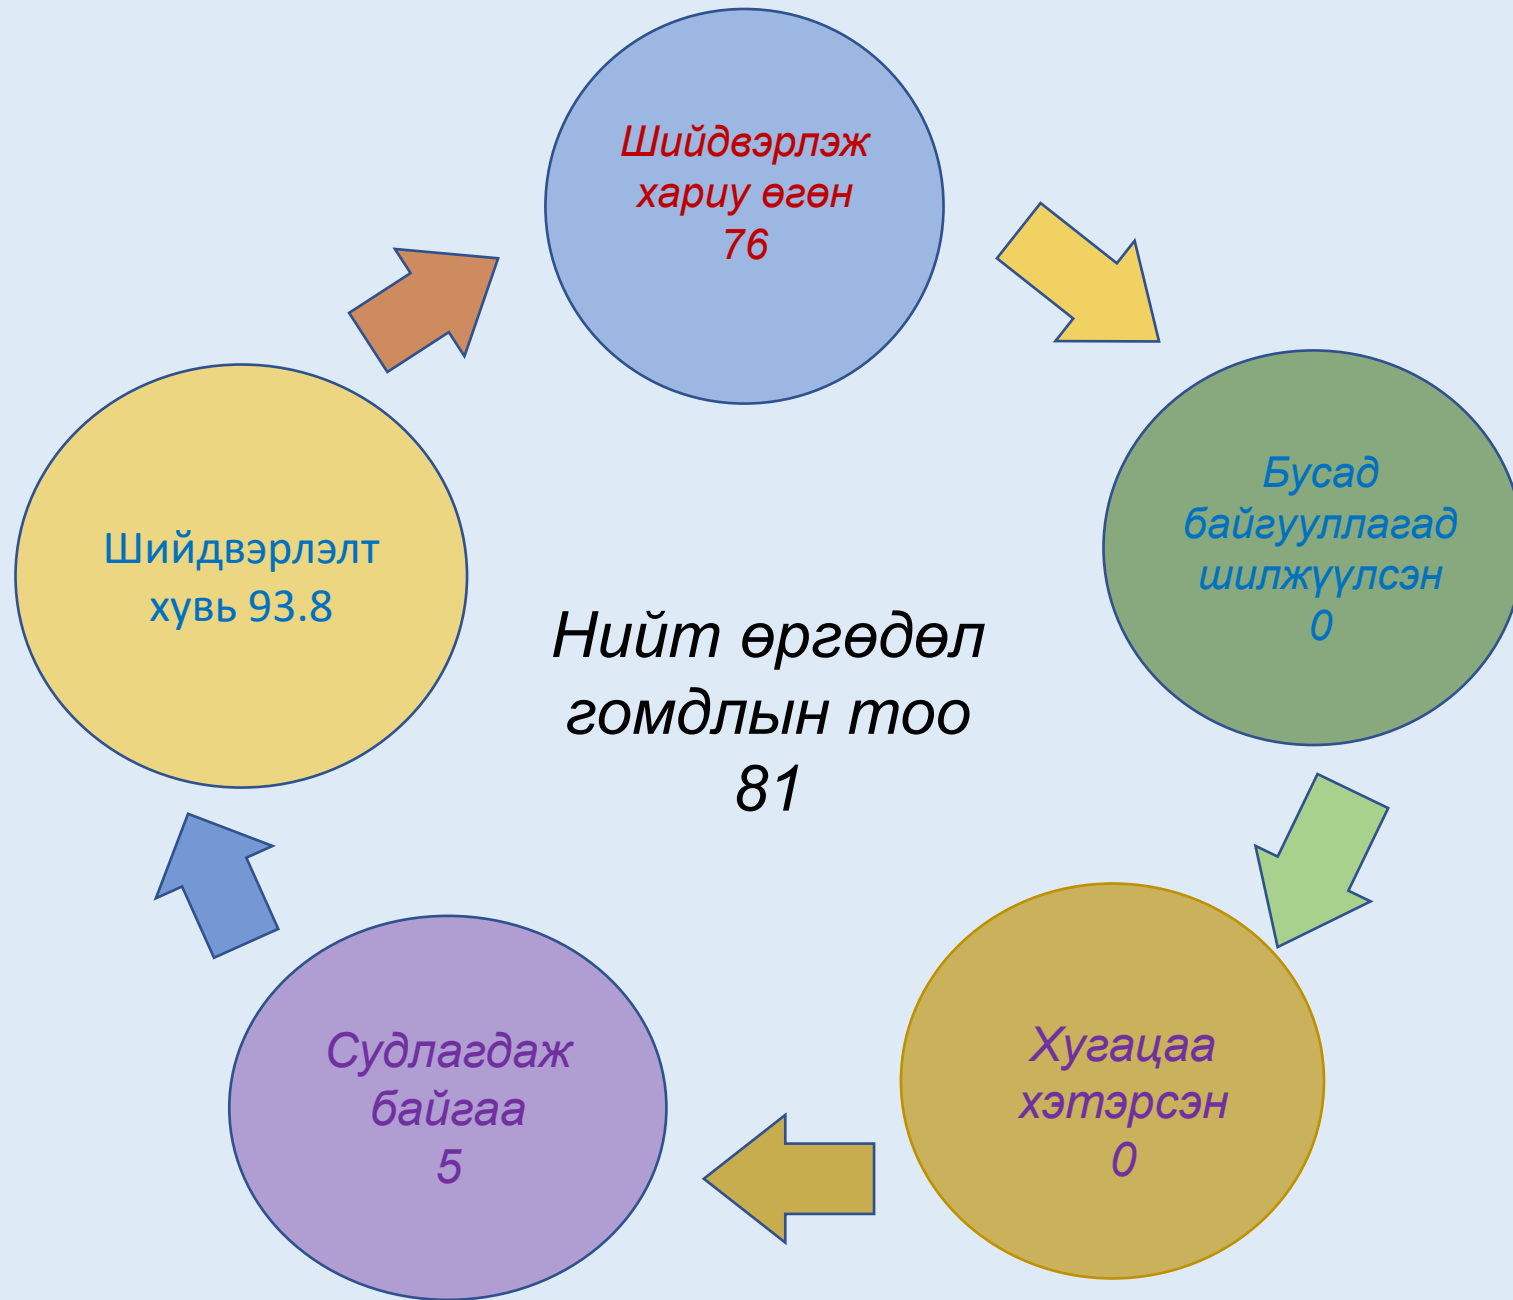 Шийдвэрлэж
хариу өгөн
76
Бусад
байгууллагад
шилжүүлсэн
0
Хугацаа
хэтэрсэн
0
Судлагдаж
байгаа
5
Шийдвэрлэлт
хувь 93.8
Нийт өргөдөл
гомдлын тоо
81